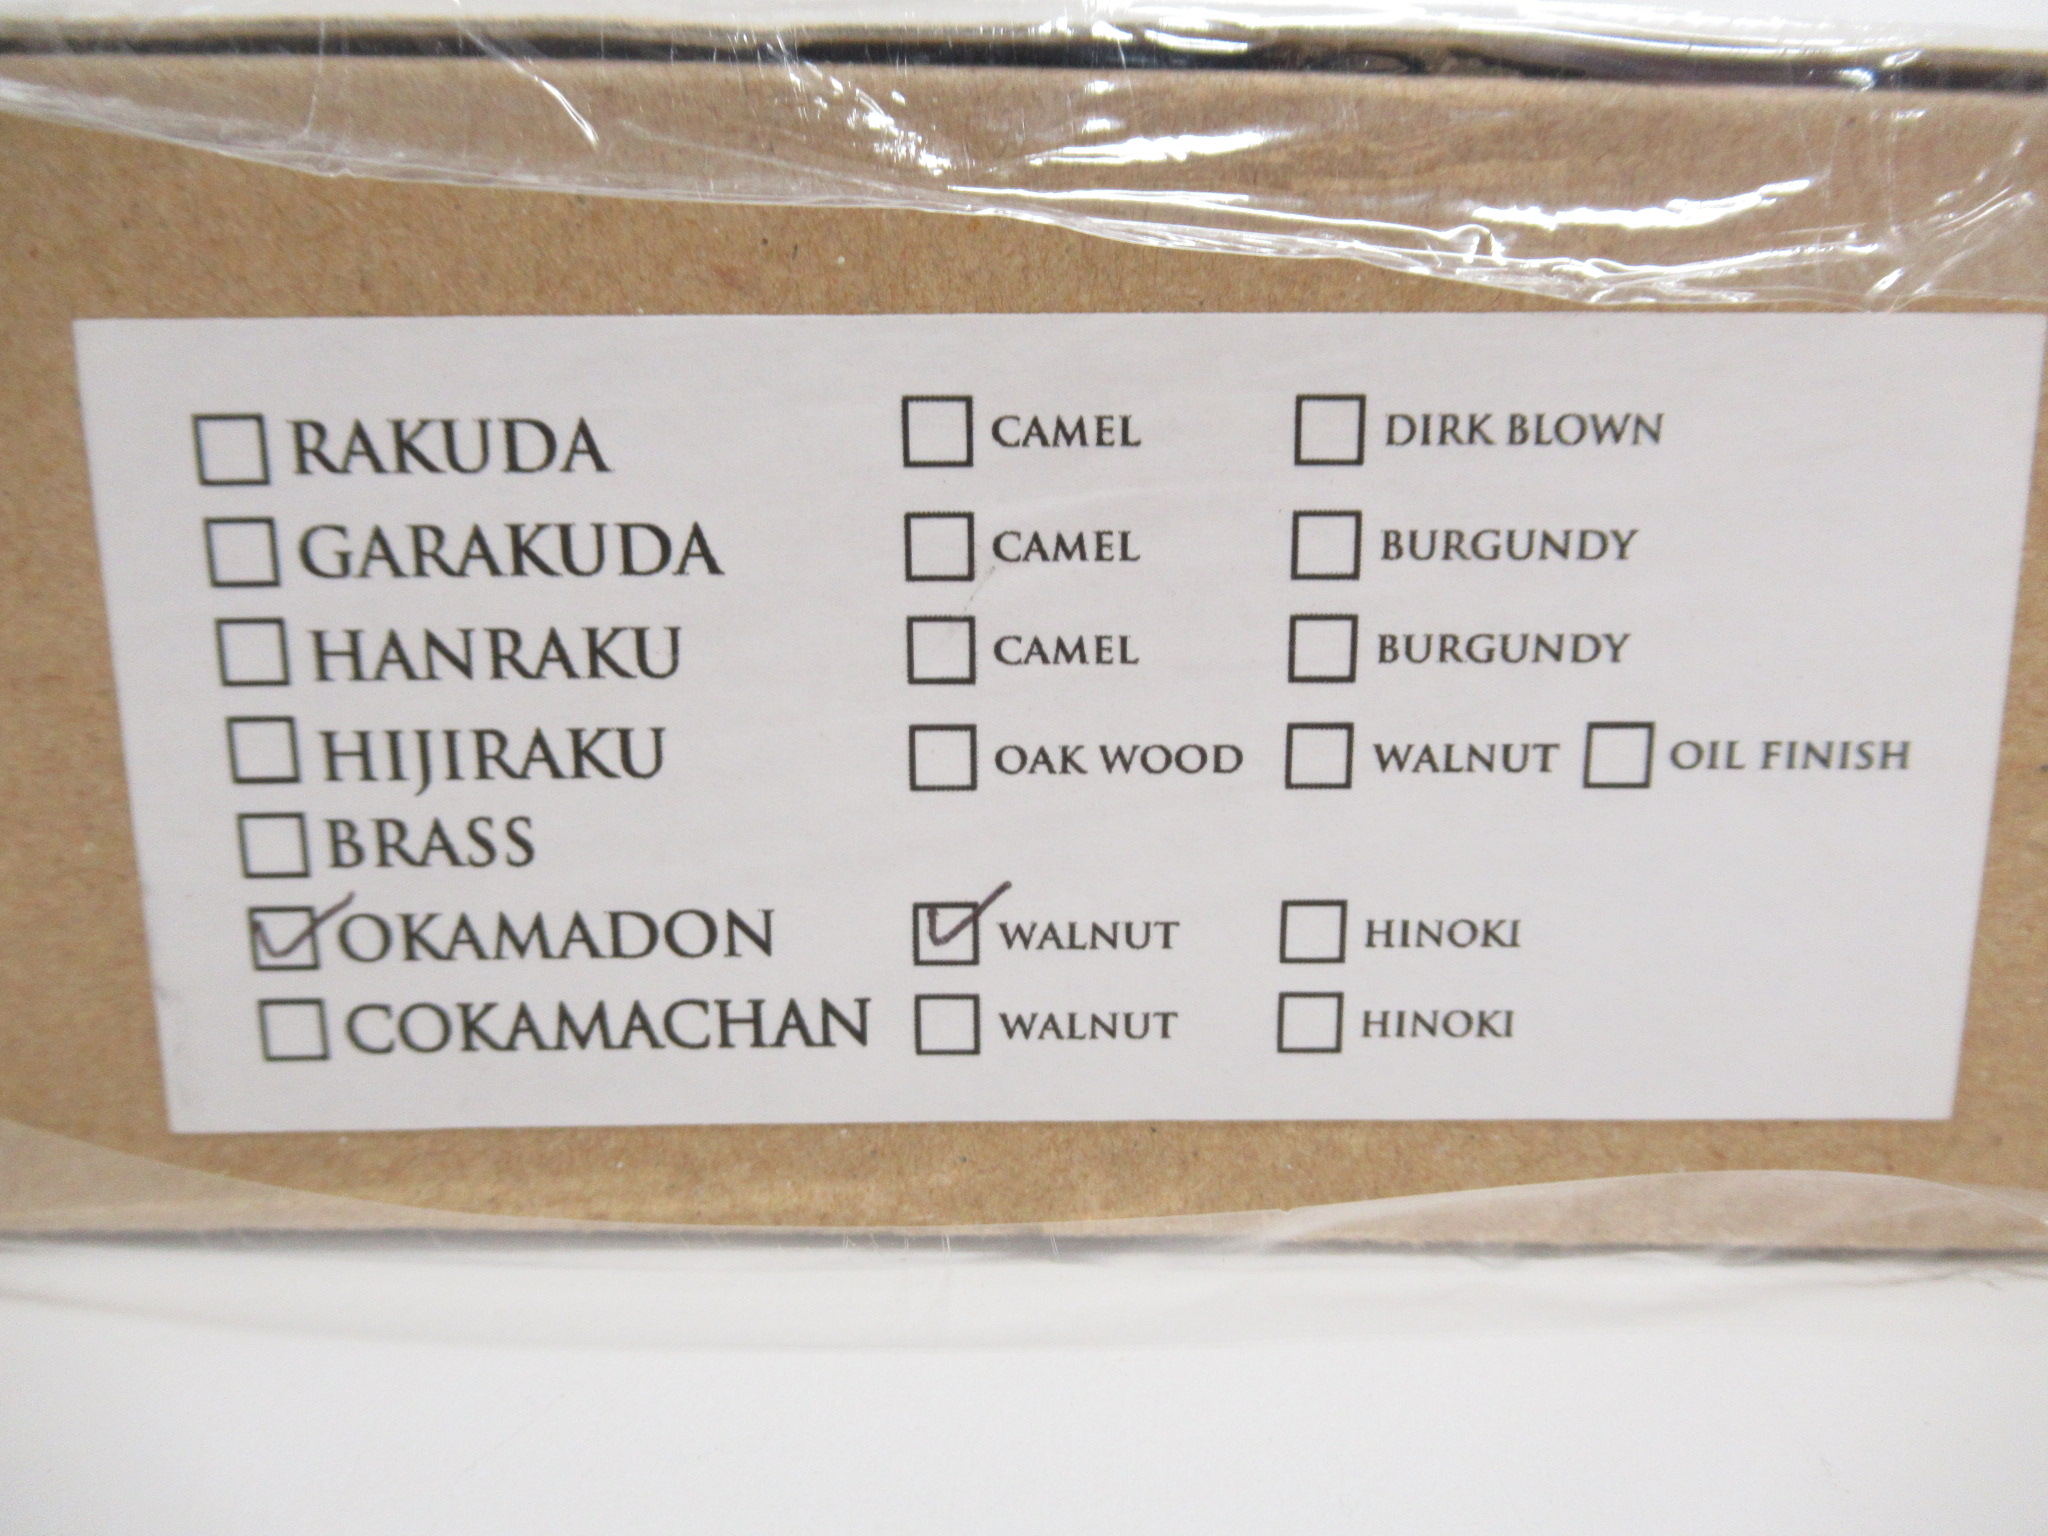 ☐ RAKUDA ☐ CAMEL ☐ DIRK BLOWN
☐ GARAKUDA ☐ CAMEL ☐ BURGUNDY
☐ HANRAKU ☐ CAMEL ☐ BURGUNDY
☐ HIJIRAKU ☐ OAK WOOD ☐ WALNUT ☐ OIL FINISH
☐ BRASS
☑ OKAMADON ☑ WALNUT ☐ HINOKI
☐ COKAMACHAN ☐ WALNUT ☐ HINOKI